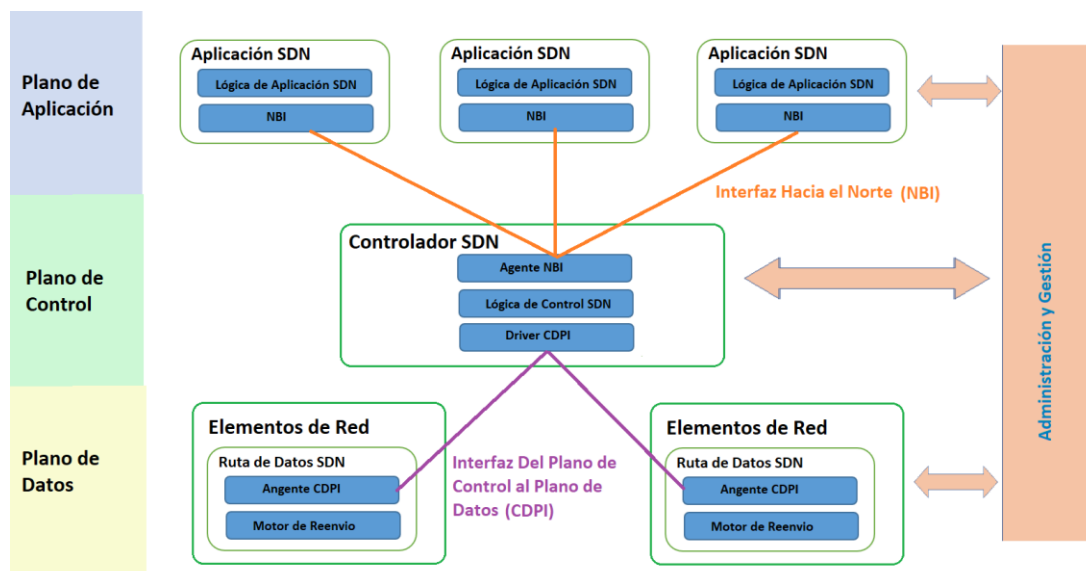 Plano de
Aplicación
Aplicación SDN
Lógica de Aplicación SDN
NBI
Aplicación SDN
Lógica de Aplicación SDN
NBI
Aplicación SDN
Lógica de Aplicación SDN
NBI
Interfaz Hacia el Norte (NBI)
Plano de
Control
Controlador SDN
Agente NBI
Lógica de Control SDN
Driver CDPI
Administración y Gestión
Plano de
Datos
Elementos de Red
Ruta de Datos SDN
Angente CDPI
Motor de Reenvio
Interfaz Del Plano de
Control al Plano de
Datos (CDPI)
Elementos de Red
Ruta de Datos SDN
Angente CDPI
Motor de Reenvio